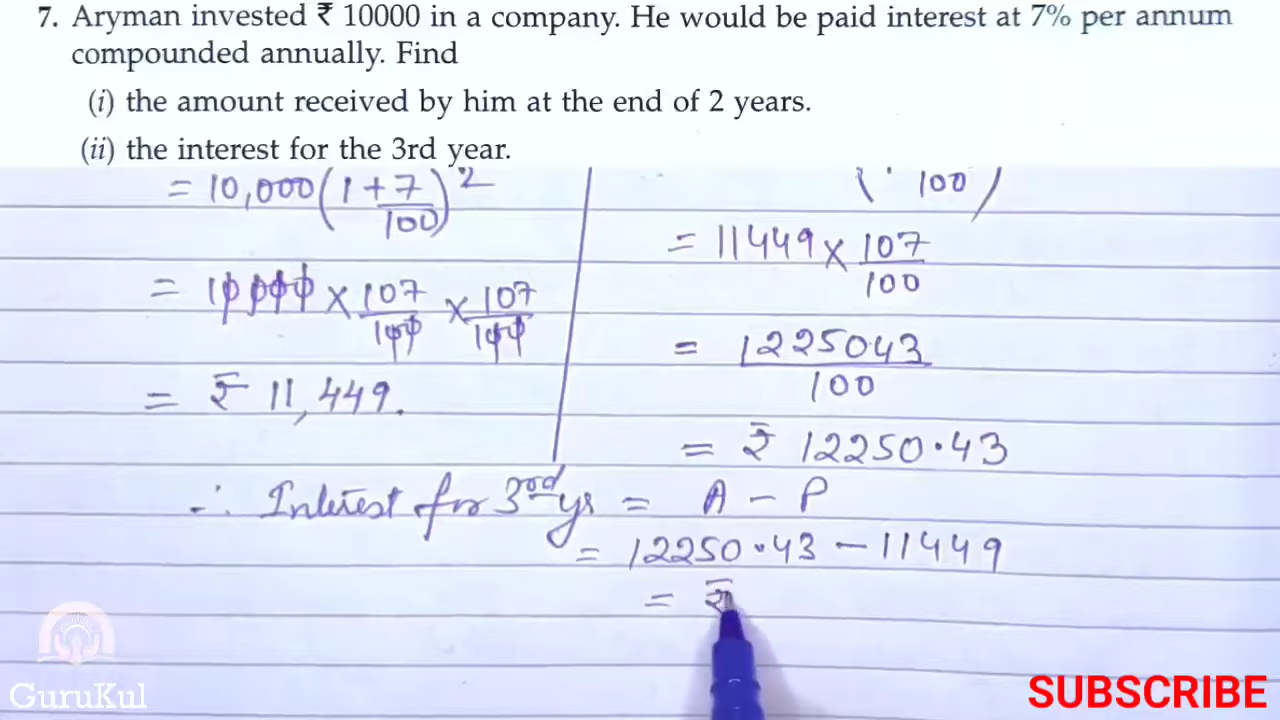 7. Aryman invested ₹ 10000 in a company. He would be paid interest at 7% per annum
compounded annually. Find
(i) the amount received by him at the end of 2 years.
(ii) the interest for the 3rd year.
= 10,000(1+7/100)²
= 10000 × 107/100 × 107/100
= ₹ 11,449.
( 100 )
= 11449 × 107/100
= 1225043/100
= ₹ 12250.43
∴ Interest for 3rd yr = A - P
= 12250.43 - 11449
= ₹
GuruKul
SUBSCRIBE